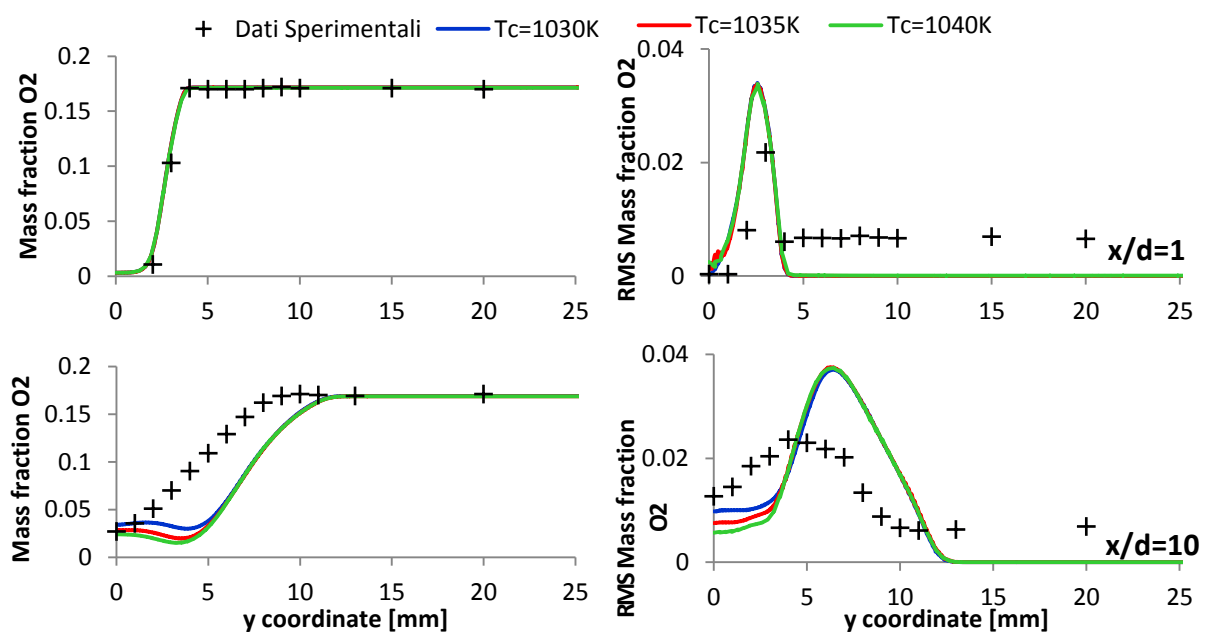 Dati Sperimentali Tc=1030K Tc=1035K Tc=1040K
Mass fraction O2
0.2
0.15
0.1
0.05
0
0 5 10 15 20 25
RMS Mass fraction O2
0.04
0.02
0
0 5 10 15 20 25
x/d=1
Mass fraction O2
0.2
0.15
0.1
0.05
0
0 5 10 15 20 25
y coordinate [mm]
RMS Mass fraction
O2
0.04
0.02
0
0 5 10 15 20 25
x/d=10
y coordinate [mm]